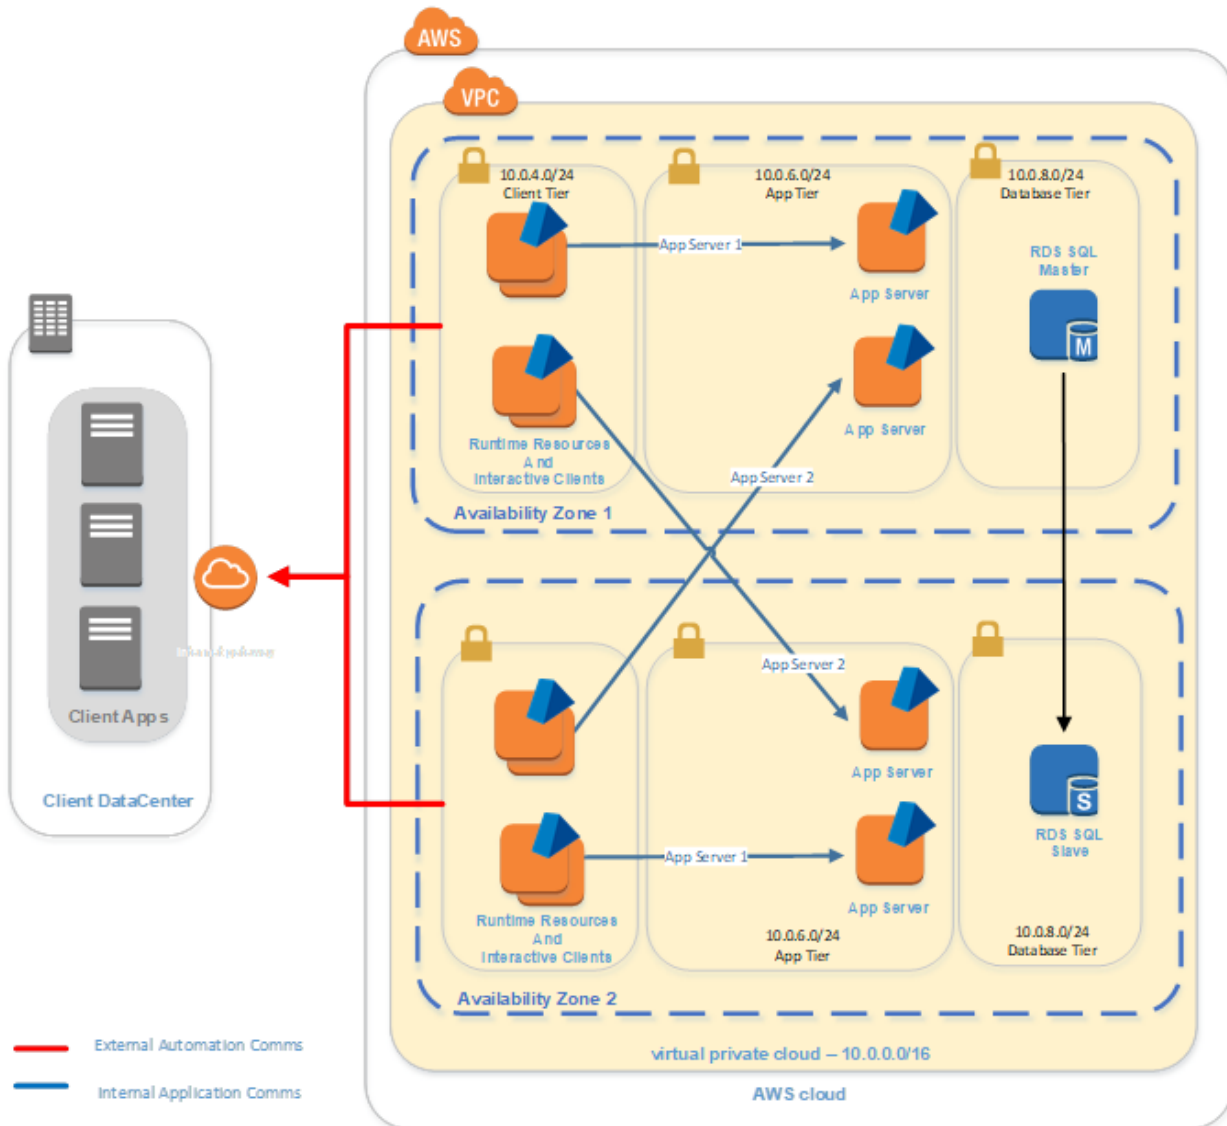 AWS
VPC
10.0.4.0/24
Client Tier
10.0.6.0/24
App Tier
10.0.8.0/24
Database Tier
App Server 1
App Server
RDS SQL
Master
M
App Server
Runtime Resources
And
Interactive Clients
App Server 2
Availability Zone 1
Client Apps
Client DataCenter
App Server 2
App Server
S
RDS SQL
Slave
App Server 1
App Server
Runtime Resources
And
Interactive Clients
10.0.6.0/24
App Tier
10.0.8.0/24
Database Tier
Availability Zone 2
virtual private cloud – 10.0.0.0/16
AWS cloud
External Automation Comms
Internal Application Comms